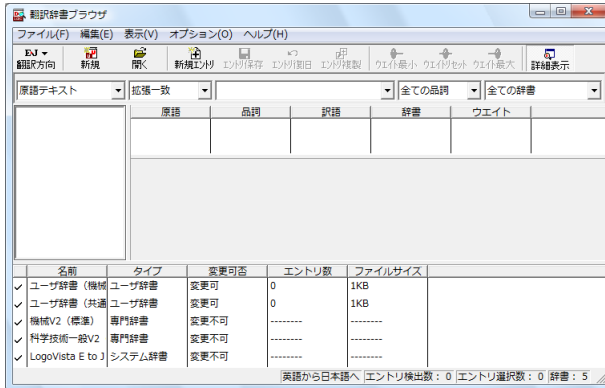 翻訳辞書ブラウザ
ファイル(F) 編集(E) 表示(V) オプション(O) ヘルプ(H)
EJ 翻訳方向 新規 開く 新規エントリ エントリ保存 エントリ復旧 エントリ複製 ウエイト最小 ウエイトリセット ウエイト最大 詳細表示
原語テキスト 拡張一致 全ての品詞 全ての辞書
原語 品詞 訳語 辞書 ウエイト
名前 タイプ 変更可否 エントリ数 ファイルサイズ
✓ ユーザ辞書（機械 ユーザ辞書 変更可 0 1KB
✓ ユーザ辞書（共通 ユーザ辞書 変更可 0 1KB
✓ 機械V2（標準） 専門辞書 変更不可 -------- --------
✓ 科学技術一般V2 専門辞書 変更不可 -------- --------
✓ LogoVista E to J システム辞書 変更不可 -------- --------
英語から日本語へ エントリ検出数： 0 エントリ選択数： 0 辞書： 5